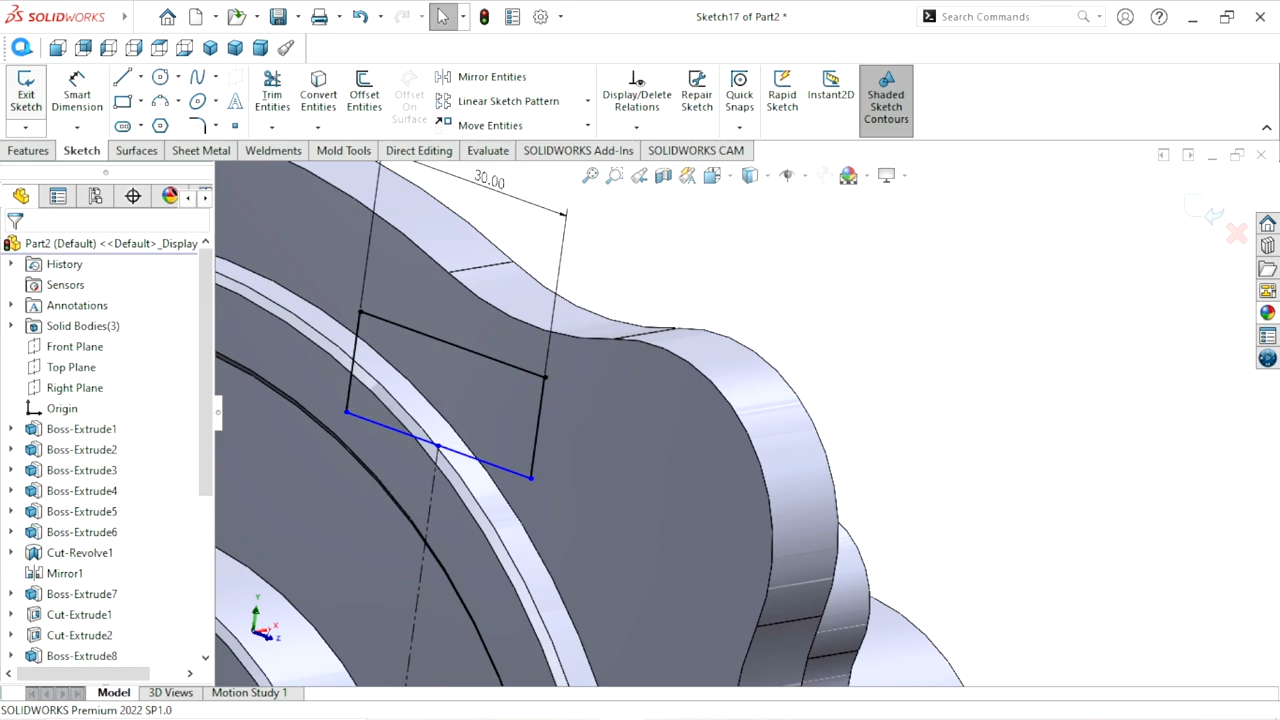 SOLIDWORKS
Sketch17 of Part2 *
Search Commands
Exit Sketch
Smart Dimension
Trim Entities
Convert Entities
Offset Entities
Offset On Surface
Mirror Entities
Linear Sketch Pattern
Move Entities
Display/Delete Relations
Repair Sketch
Quick Snaps
Rapid Sketch
Instant2D
Shaded Sketch Contours
Features
Sketch
Surfaces
Sheet Metal
Weldments
Mold Tools
Direct Editing
Evaluate
SOLIDWORKS Add-Ins
SOLIDWORKS CAM
30.00
Part2 (Default) <<Default>_Display
History
Sensors
Annotations
Solid Bodies(3)
Front Plane
Top Plane
Right Plane
Origin
Boss-Extrude1
Boss-Extrude2
Boss-Extrude3
Boss-Extrude4
Boss-Extrude5
Boss-Extrude6
Cut-Revolve1
Mirror1
Boss-Extrude7
Cut-Extrude1
Cut-Extrude2
Boss-Extrude8
Y
X
Z
Model
3D Views
Motion Study 1
SOLIDWORKS Premium 2022 SP1.0